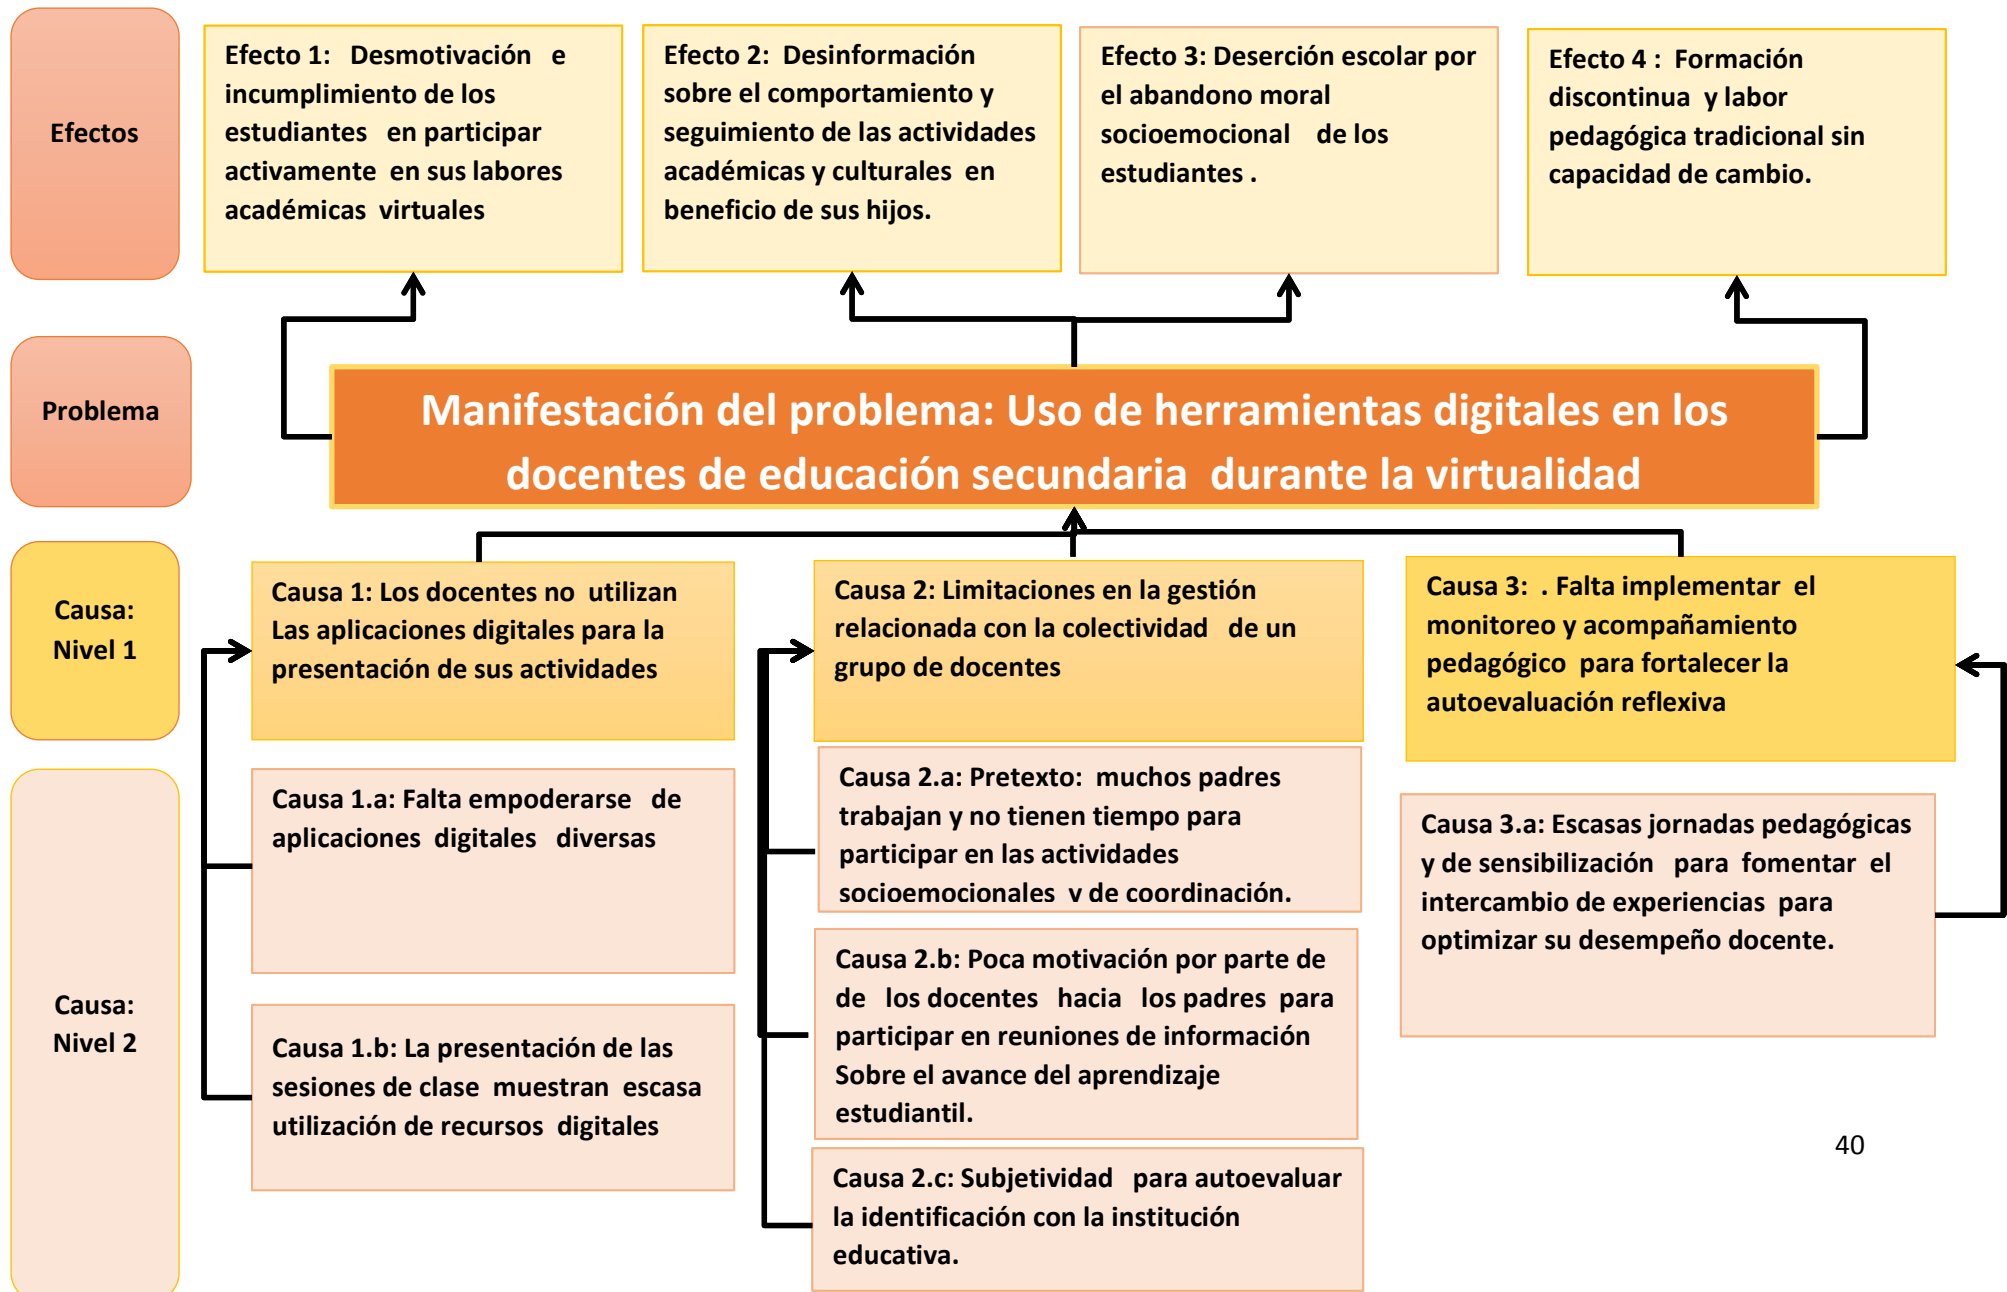 Efectos
Efecto 1: Desmotivación e
incumplimiento de los
estudiantes en participar
activamente en sus labores
académicas virtuales
Efecto 2: Desinformación
sobre el comportamiento y
seguimiento de las actividades
académicas y culturales en
beneficio de sus hijos.
Efecto 3: Deserción escolar por
el abandono moral
socioemocional de los
estudiantes .
Efecto 4 : Formación
discontinua y labor
pedagógica tradicional sin
capacidad de cambio.
Problema
Manifestación del problema: Uso de herramientas digitales en los
docentes de educación secundaria durante la virtualidad
Causa:
Nivel 1
Causa 1: Los docentes no utilizan
Las aplicaciones digitales para la
presentación de sus actividades
Causa 2: Limitaciones en la gestión
relacionada con la colectividad de un
grupo de docentes
Causa 3: . Falta implementar el
monitoreo y acompañamiento
pedagógico para fortalecer la
autoevaluación reflexiva
Causa:
Nivel 2
Causa 1.a: Falta empoderarse de
aplicaciones digitales diversas
Causa 1.b: La presentación de las
sesiones de clase muestran escasa
utilización de recursos digitales
Causa 2.a: Pretexto: muchos padres
trabajan y no tienen tiempo para
participar en las actividades
socioemocionales y de coordinación.
Causa 2.b: Poca motivación por parte de
de los docentes hacia los padres para
participar en reuniones de información
Sobre el avance del aprendizaje
estudiantil.
Causa 2.c: Subjetividad para autoevaluar
la identificación con la institución
educativa.
Causa 3.a: Escasas jornadas pedagógicas
y de sensibilización para fomentar el
intercambio de experiencias para
optimizar su desempeño docente.
40